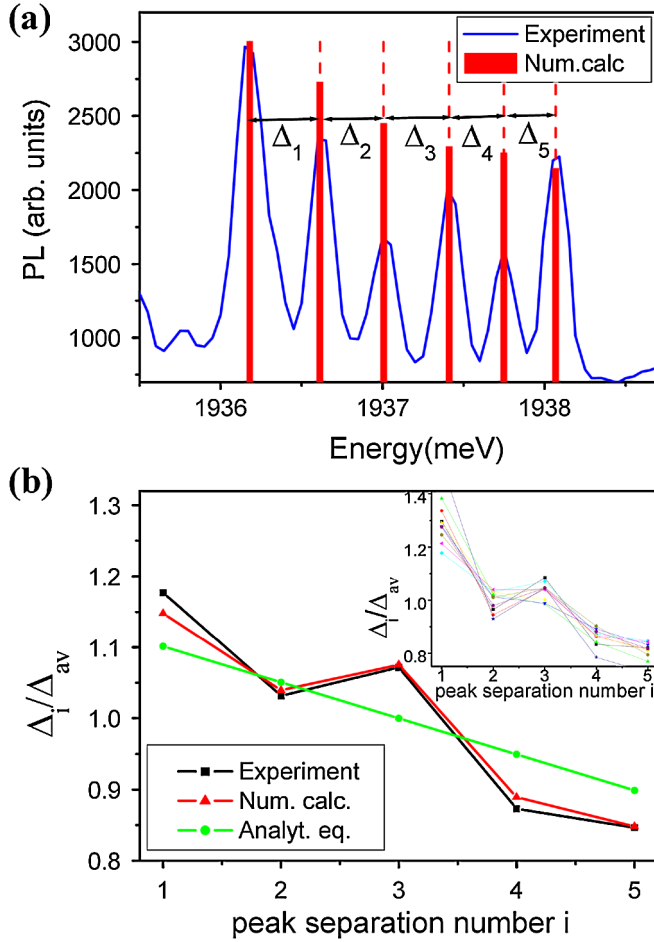 (a)
3000
2500
2000
1500
1000
PL (arb. units)
Experiment
Num.calc
Δ1
Δ2
Δ3
Δ4
Δ5
1936
1937
1938
Energy(meV)
(b)
1.3
1.2
1.1
1.0
0.9
0.8
Δi/Δav
1.4
1.2
1.0
0.8
Δi/Δav
1 2 3 4 5
peak separation number i
Experiment
Num. calc.
Analyt. eq.
1 2 3 4 5
peak separation number i